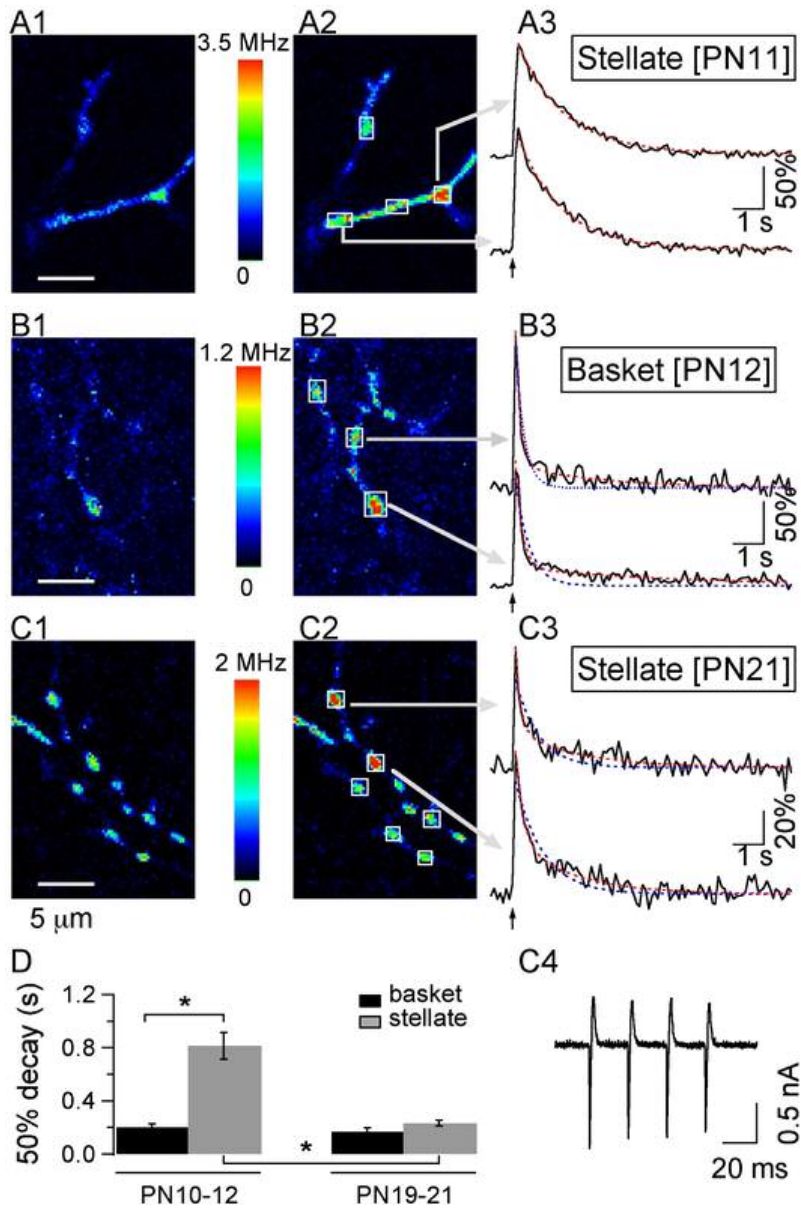 A1
A2
A3
3.5 MHz
0
Stellate [PN11]
50%
1 s
B1
B2
B3
1.2 MHz
0
Basket [PN12]
50%
1 s
C1
C2
C3
2 MHz
0
Stellate [PN21]
20%
1 s
5 μm
D
C4
50% decay (s)
1.2
0.8
0.4
0.0
*
*
basket
stellate
PN10-12
PN19-21
0.5 nA
20 ms